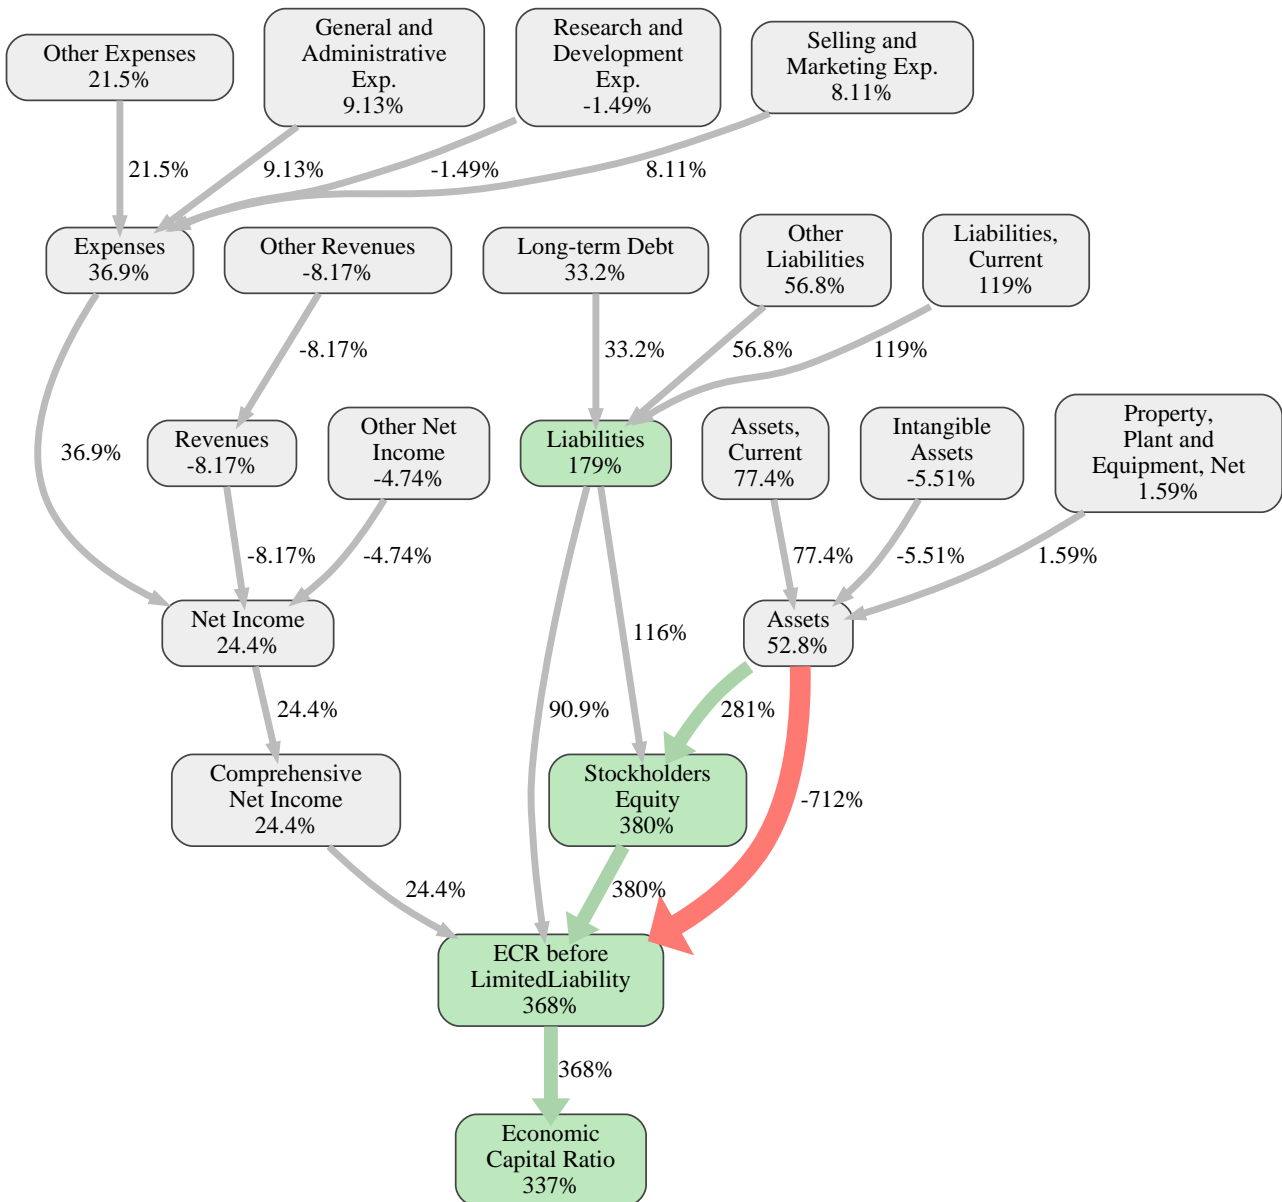 Other Expenses
21.5%
General and
Administrative
Exp.
9.13%
Research and
Development
Exp.
-1.49%
Selling and
Marketing Exp.
8.11%
21.5%
9.13%
-1.49%
8.11%
Expenses
36.9%
Other Revenues
-8.17%
Long-term Debt
33.2%
Other
Liabilities
56.8%
Liabilities,
Current
119%
-8.17%
33.2%
56.8%
119%
36.9%
Revenues
-8.17%
Other Net
Income
-4.74%
Liabilities
179%
Assets,
Current
77.4%
Intangible
Assets
-5.51%
Property,
Plant and
Equipment, Net
1.59%
-8.17%
-4.74%
77.4%
-5.51%
1.59%
Net Income
24.4%
116%
Assets
52.8%
24.4%
90.9%
281%
-712%
Comprehensive
Net Income
24.4%
Stockholders
Equity
380%
24.4%
380%
ECR before
LimitedLiability
368%
368%
Economic
Capital Ratio
337%